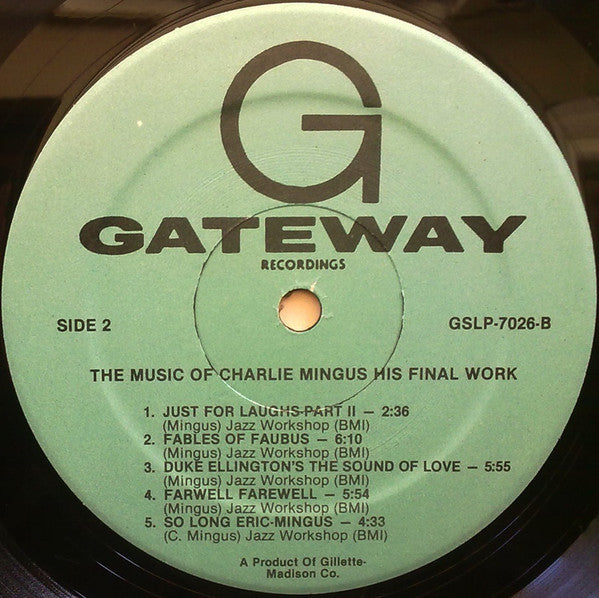 G
GATEWAY
RECORDINGS
SIDE 2
GSLP-7026-B
THE MUSIC OF CHARLIE MINGUS HIS FINAL WORK
1. JUST FOR LAUGHS-PART II — 2:36
(Mingus) Jazz Workshop (BMI)
2. FABLES OF FAUBUS — 6:10
(Mingus) Jazz Workshop (BMI)
3. DUKE ELLINGTON'S THE SOUND OF LOVE — 5:55
(Mingus) Jazz Workshop (BMI)
4. FARWELL FAREWELL — 5:54
(Mingus) Jazz Workshop (BMI)
5. SO LONG ERIC-MINGUS — 4:33
(C. Mingus) Jazz Workshop (BMI)
A Product Of Gillette-
Madison Co.